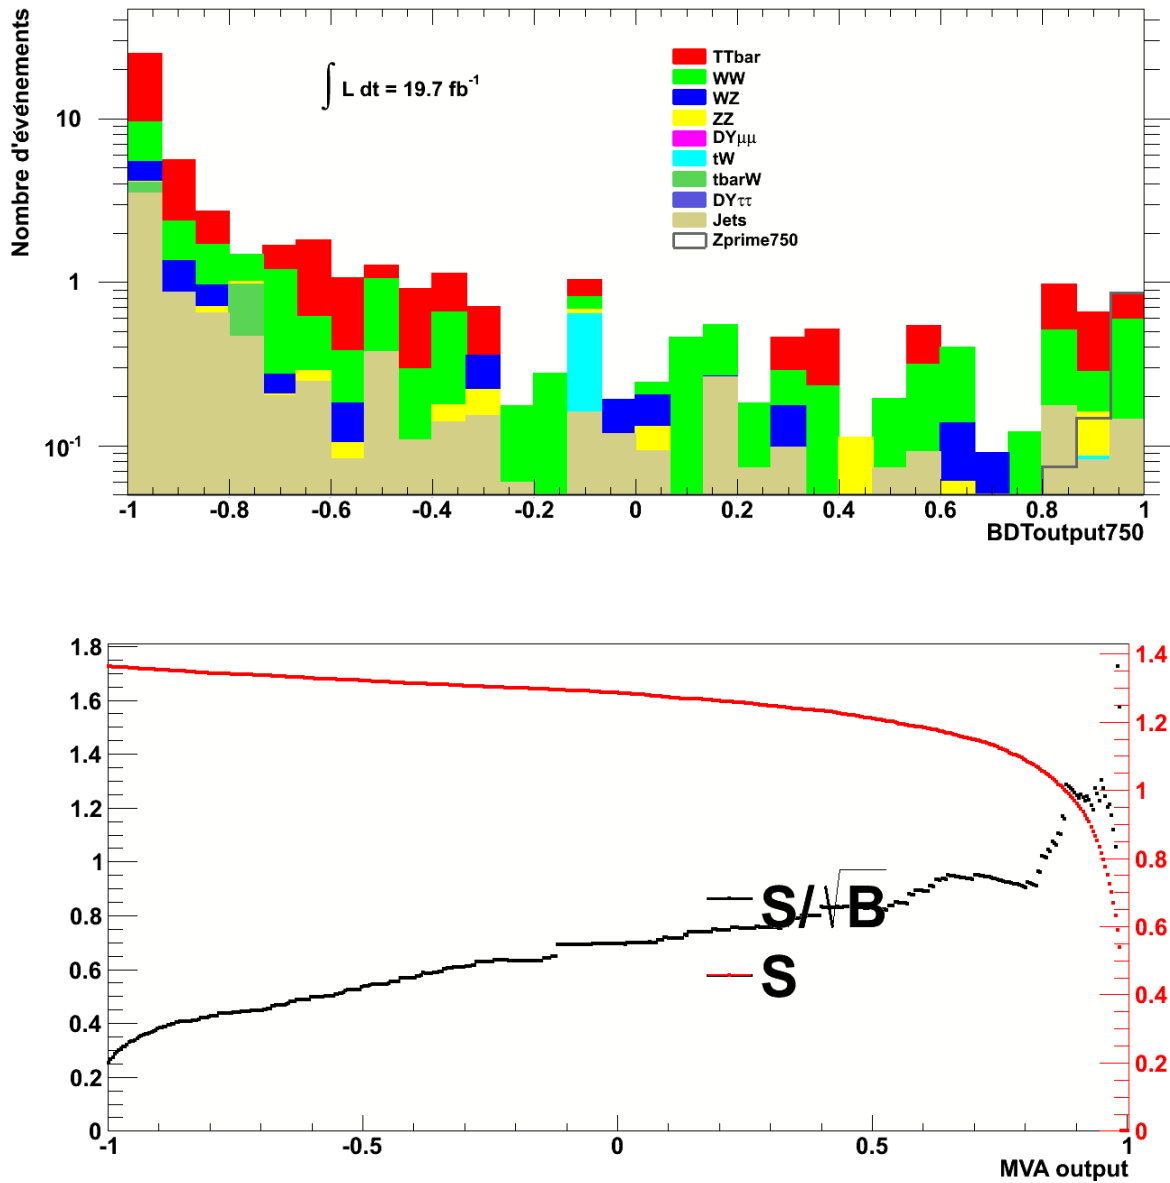 Nombre d'événements
10
1
10-1
∫ L dt = 19.7 fb-1
TTbar
WW
WZ
ZZ
DYμμ
tW
tbarW
DYττ
Jets
Zprime750
-1 -0.8 -0.6 -0.4 -0.2 0 0.2 0.4 0.6 0.8 1
BDToutput750
1.8
1.6
1.4
1.2
1
0.8
0.6
0.4
0.2
0
S/√B
S
1.4
1.2
1
0.8
0.6
0.4
0.2
0
-1 -0.5 0 0.5 1
MVA output